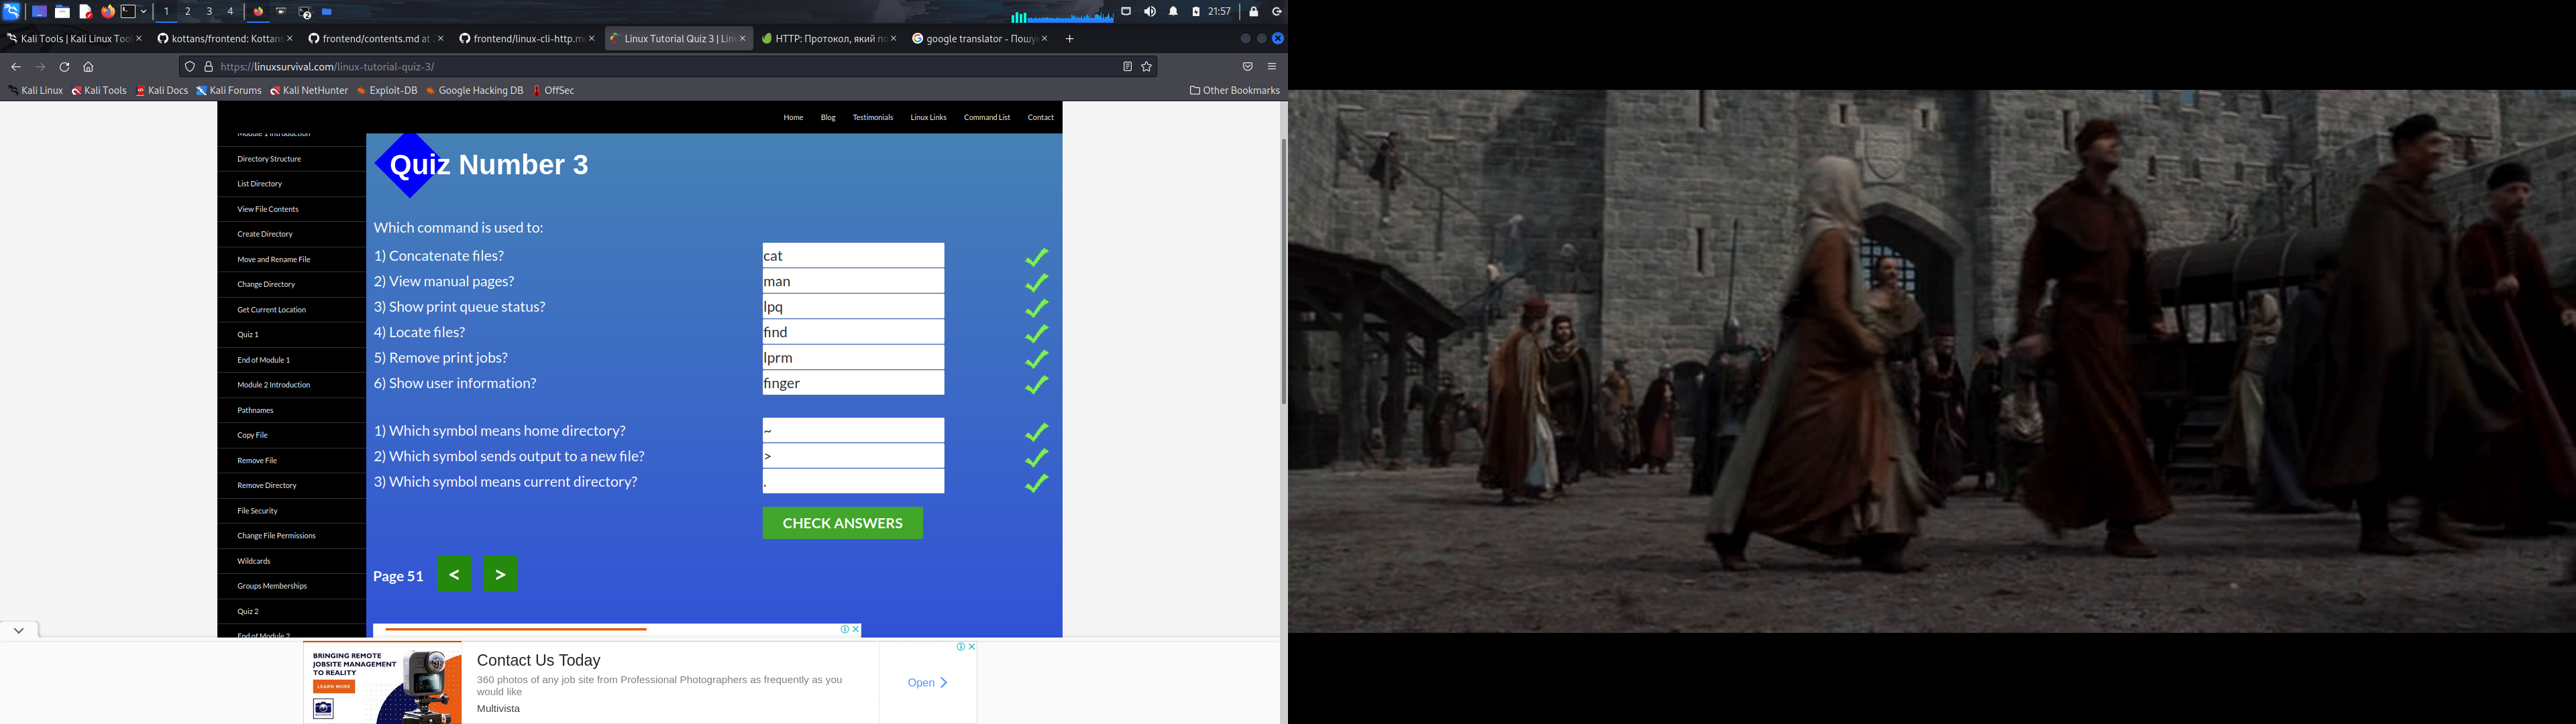 1 2 3 4 2 21:57
Kali Tools | Kali Linux Too kottans/frontend: Kottans frontend/contents.md at frontend/linux-cli-http.m Linux Tutorial Quiz 3 | Lin HTTP: Протокол, який по google translator - Пошу
https://linuxsurvival.com/linux-tutorial-quiz-3/
Kali Linux Kali Tools Kali Docs Kali Forums Kali NetHunter Exploit-DB Google Hacking DB OffSec Other Bookmarks
Home Blog Testimonials Linux Links Command List Contact
Module 1 Introduction
Directory Structure
List Directory
View File Contents
Create Directory
Move and Rename File
Change Directory
Get Current Location
Quiz 1
End of Module 1
Module 2 Introduction
Pathnames
Copy File
Remove File
Remove Directory
File Security
Change File Permissions
Wildcards
Groups Memberships
Quiz 2
End of Module 2
Quiz Number 3
Which command is used to:
1) Concatenate files? cat
2) View manual pages? man
3) Show print queue status? lpq
4) Locate files? find
5) Remove print jobs? lprm
6) Show user information? finger
1) Which symbol means home directory? ~
2) Which symbol sends output to a new file? >
3) Which symbol means current directory? .
CHECK ANSWERS
Page 51 < >
BRINGING REMOTE
JOBSITE MANAGEMENT
TO REALITY
LEARN MORE
Contact Us Today
360 photos of any job site from Professional Photographers as frequently as you
would like
Multivista
Open